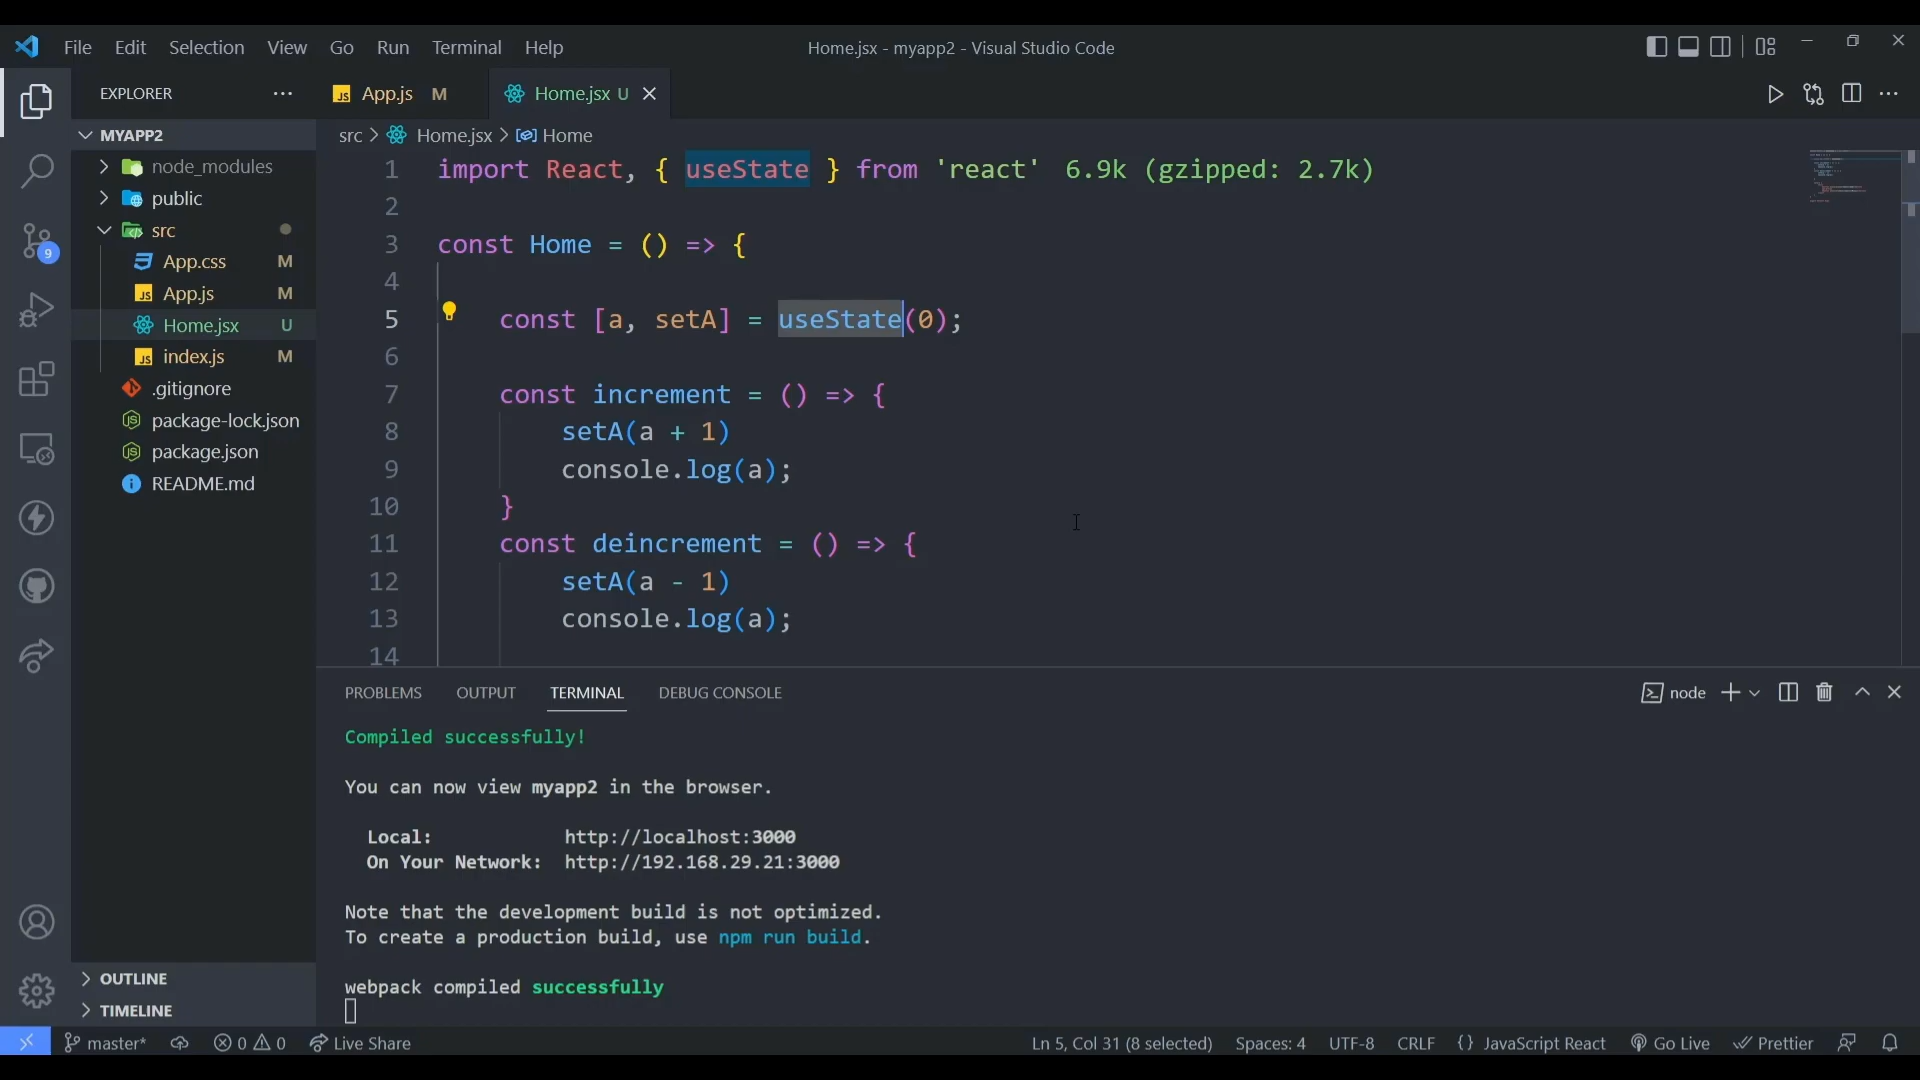 File Edit Selection View Go Run Terminal Help
Home.jsx - myapp2 - Visual Studio Code
EXPLORER
App.js M
Home.jsx U
MYAPP2
node_modules
public
src
App.css M
App.js M
Home.jsx U
index.js M
.gitignore
package-lock.json
package.json
README.md
OUTLINE
TIMELINE
9
src > Home.jsx > Home
1 import React, { useState } from 'react' 6.9k (gzipped: 2.7k)
2
3 const Home = () => {
4
5 const [a, setA] = useState(0);
6
7 const increment = () => {
8 setA(a + 1)
9 console.log(a);
10 }
11 const deincrement = () => {
12 setA(a - 1)
13 console.log(a);
14
PROBLEMS OUTPUT TERMINAL DEBUG CONSOLE
node
Compiled successfully!
You can now view myapp2 in the browser.
Local: http://localhost:3000
On Your Network: http://192.168.29.21:3000
Note that the development build is not optimized.
To create a production build, use npm run build.
webpack compiled successfully
master* 0 0 Live Share
Ln 5, Col 31 (8 selected) Spaces: 4 UTF-8 CRLF {} JavaScript React Go Live Prettier